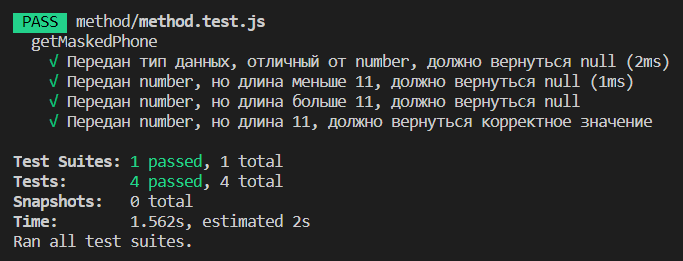 PASS method/method.test.js
getMaskedPhone
√ Передан тип данных, отличный от number, должно вернуться null (2ms)
√ Передан number, но длина меньше 11, должно вернуться null (1ms)
√ Передан number, но длина больше 11, должно вернуться null
√ Передан number, но длина 11, должно вернуться корректное значение
Test Suites: 1 passed, 1 total
Tests: 4 passed, 4 total
Snapshots: 0 total
Time: 1.562s, estimated 2s
Ran all test suites.